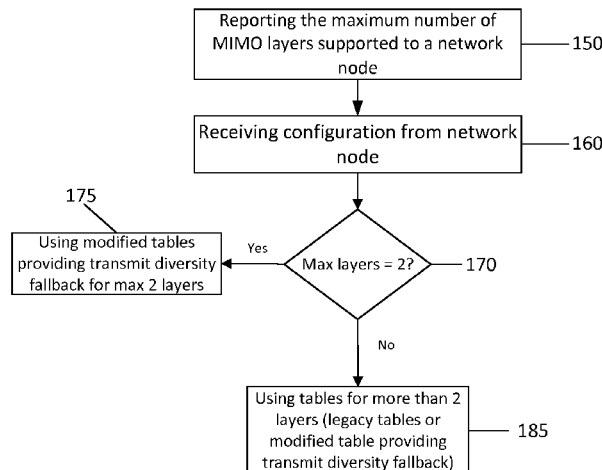 Reporting the maximum number of
MIMO layers supported to a network
node
150
Receiving configuration from network
node
160
175
Using modified tables
providing transmit diversity
fallback for max 2 layers
Yes
Max layers = 2?
170
No
Using tables for more than 2
layers (legacy tables or
modified table providing
transmit diversity fallback)
185